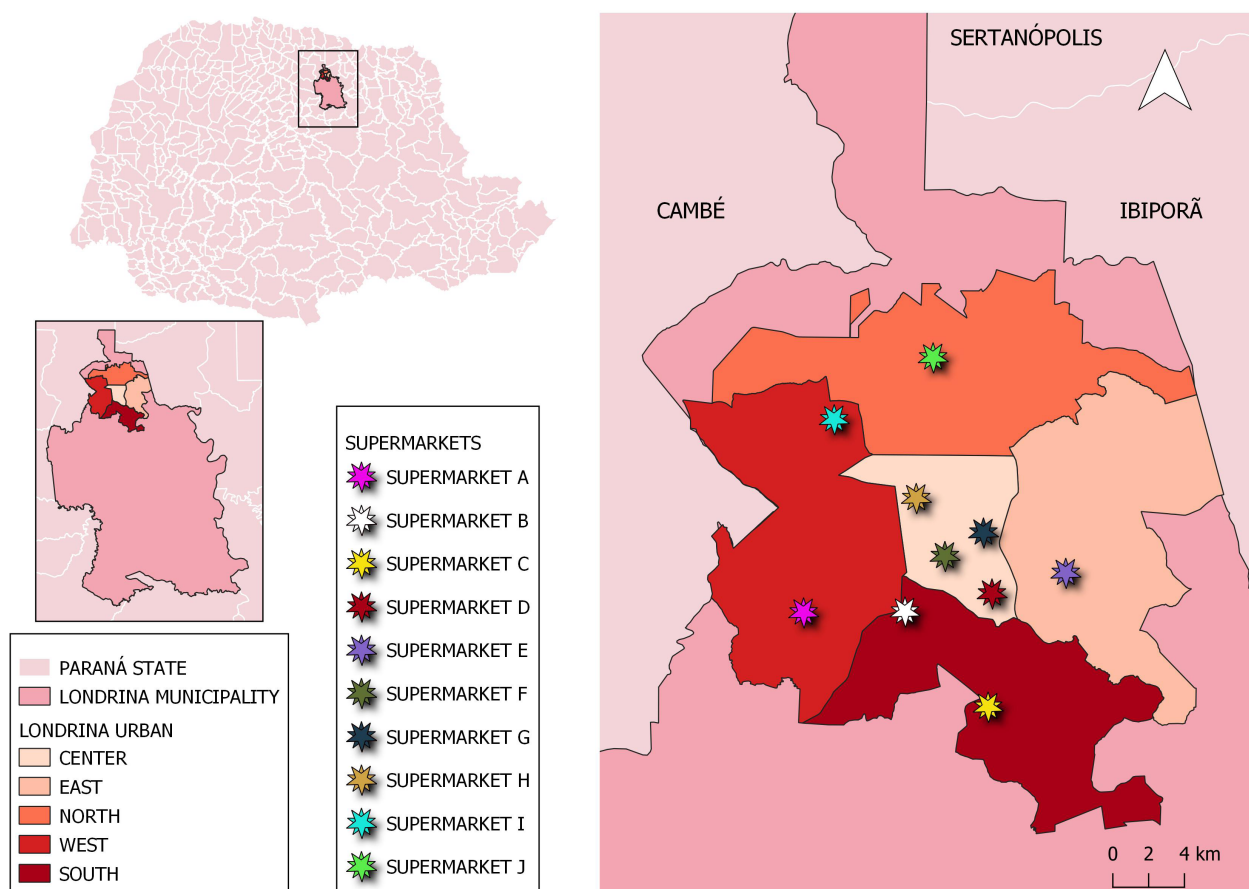 SERTANÓPOLIS
CAMBÉ
IBIPORÃ
SUPERMARKETS
SUPERMARKET A
SUPERMARKET B
SUPERMARKET C
SUPERMARKET D
SUPERMARKET E
SUPERMARKET F
SUPERMARKET G
SUPERMARKET H
SUPERMARKET I
SUPERMARKET J
PARANÁ STATE
LONDRINA MUNICIPALITY
LONDRINA URBAN
CENTER
EAST
NORTH
WEST
SOUTH
0 2 4 km